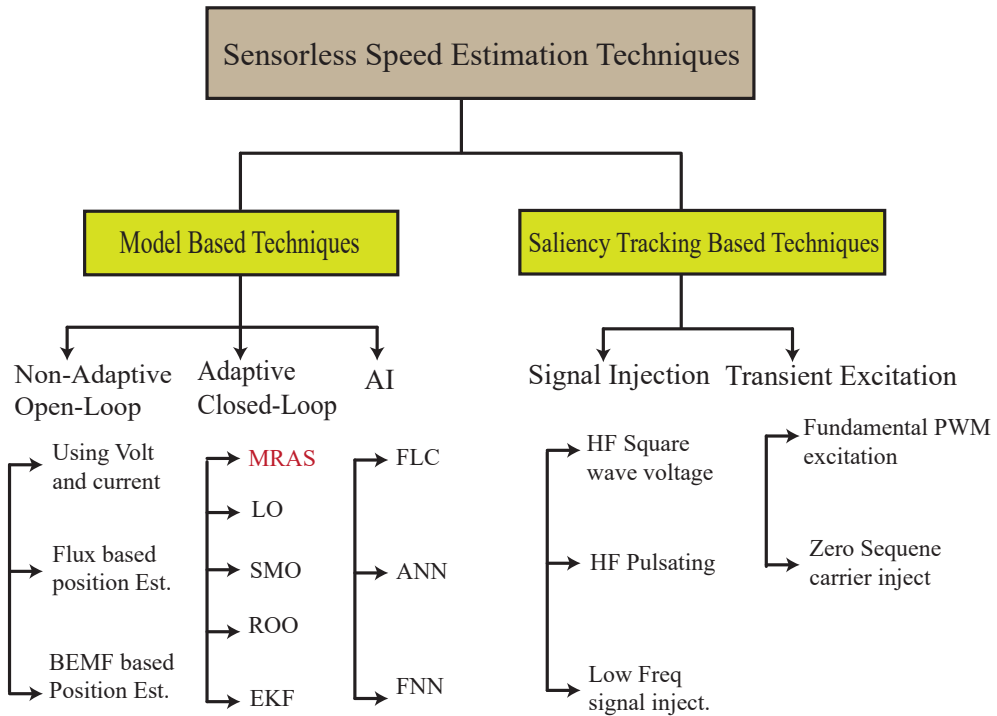 Sensorless Speed Estimation Techniques
Model Based Techniques
Saliency Tracking Based Techniques
Non-Adaptive
Open-Loop
Adaptive
Closed-Loop
AI
Signal Injection
Transient Excitation
Using Volt
and current
Flux based
position Est.
BEMF based
Position Est.
MRAS
LO
SMO
ROO
EKF
FLC
ANN
FNN
HF Square
wave voltage
HF Pulsating
Low Freq
signal inject.
Fundamental PWM
excitation
Zero Sequene
carrier inject